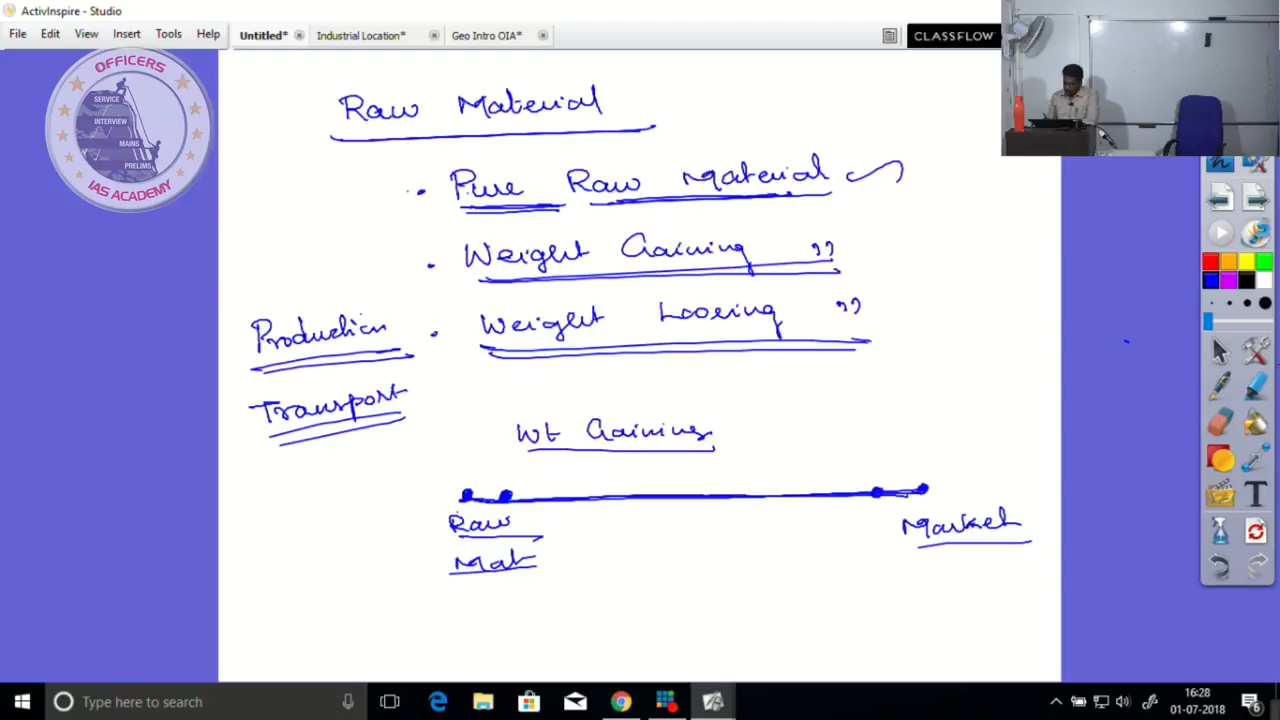 ActivInspire - Studio
File Edit View Insert Tools Help
Untitled* Industrial Location* Geo Intro OIA* CLASSFLOW
OFFICERS
SERVICE
INTERVIEW
MAINS
PRELIMS
IAS ACADEMY
Raw Material
Pure Raw Material
Weight Gaining ,,
Weight Loosing ,,
Production
Transport
Wt Gaining
Raw Mat
Market
Type here to search
16:28
01-07-2018
6